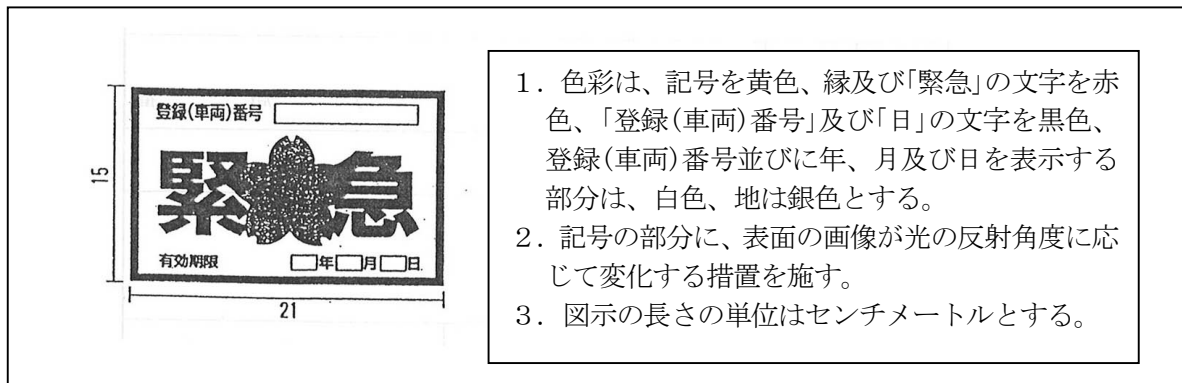 登録(車両)番号
緊急
有効期限 年 月 日
15
21
1．色彩は、記号を黄色、縁及び「緊急」の文字を赤
色、「登録(車両)番号」及び「日」の文字を黒色、
登録(車両)番号並びに年、月及び日を表示する
部分は、白色、地は銀色とする。
2．記号の部分に、表面の画像が光の反射角度に応
じて変化する措置を施す。
3．図示の長さの単位はセンチメートルとする。